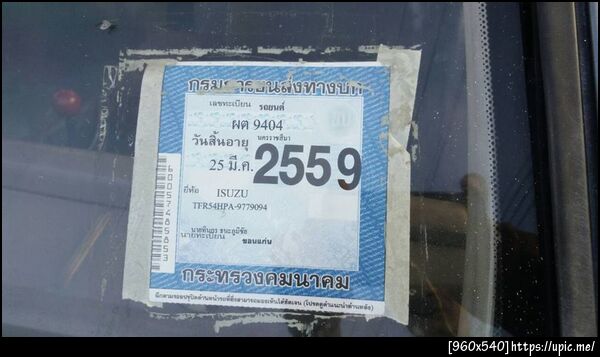 กรมการขนส่งทางบก
เลขทะเบียน รถยนต์
ผต 9404
นครราชสีมา
วันสิ้นอายุ
25 มี.ค. 2559
ยี่ห้อ ISUZU
TFR54HPA-9779094
นายทะเบียน ขอนแก่น
กระทรวงคมนาคม
[960x540]https://upic.me/